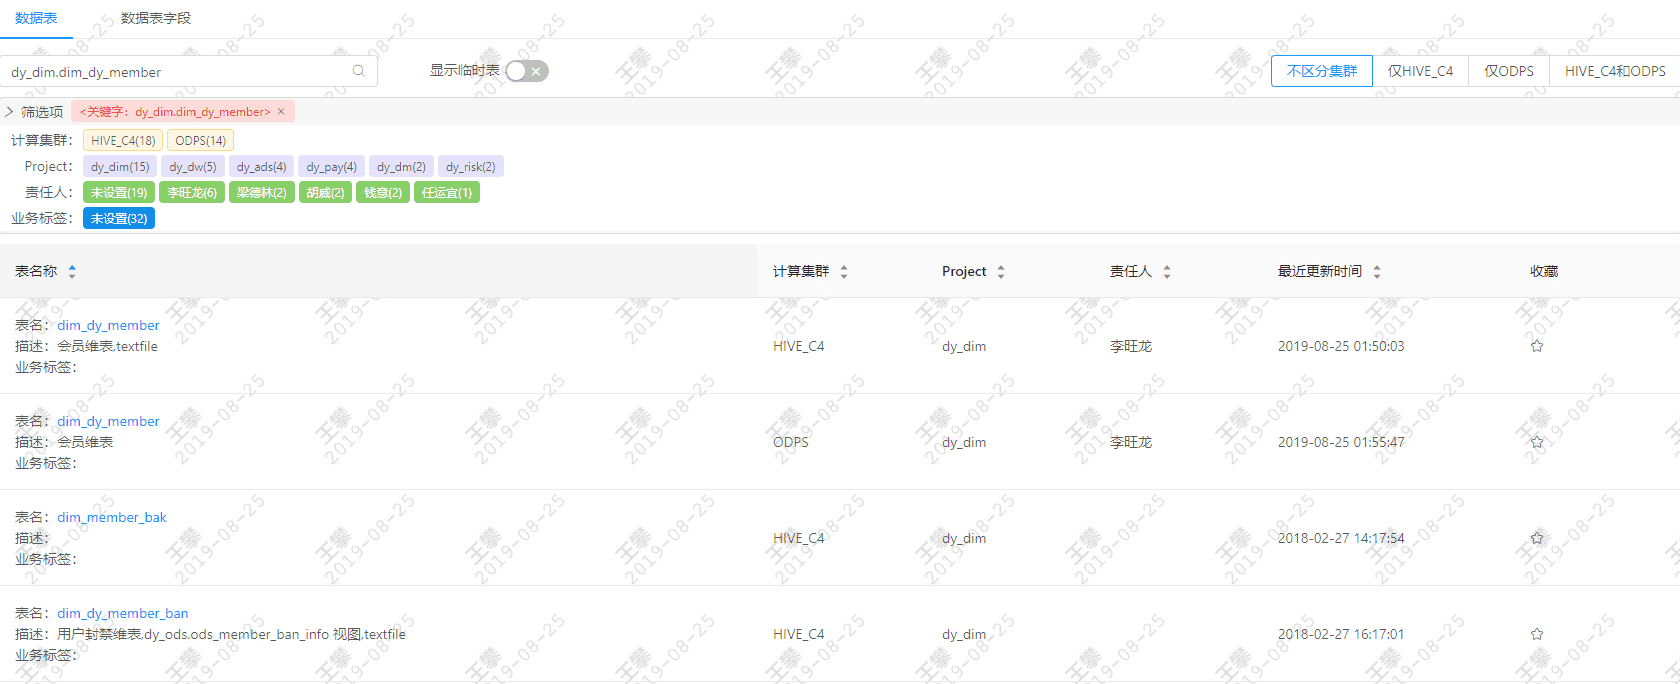 数据表 数据表字段
dy_dim.dim_dy_member 显示临时表 不区分集群 仅HIVE_C4 仅ODPS HIVE_C4和ODPS
筛选项 <关键字: dy_dim.dim_dy_member> ×
计算集群: HIVE_C4(18) ODPS(14)
Project: dy_dim(15) dy_dw(5) dy_ads(4) dy_pay(4) dy_dm(2) dy_risk(2)
责任人: 未设置(19) 李旺龙(6) 梁德林(2) 胡威(2) 钱意(2) 任运宜(1)
业务标签: 未设置(32)
表名称 计算集群 Project 责任人 最近更新时间 收藏
表名: dim_dy_member
描述: 会员维表,textfile HIVE_C4 dy_dim 李旺龙 2019-08-25 01:50:03
业务标签:
表名: dim_dy_member
描述: 会员维表 ODPS dy_dim 李旺龙 2019-08-25 01:55:47
业务标签:
表名: dim_member_bak
描述: HIVE_C4 dy_dim 2018-02-27 14:17:54
业务标签:
表名: dim_dy_member_ban
描述: 用户封禁维表,dy_ods.ods_member_ban_info 视图,textfile HIVE_C4 dy_dim 2018-02-27 16:17:01
业务标签:
王攀
2019-08-25